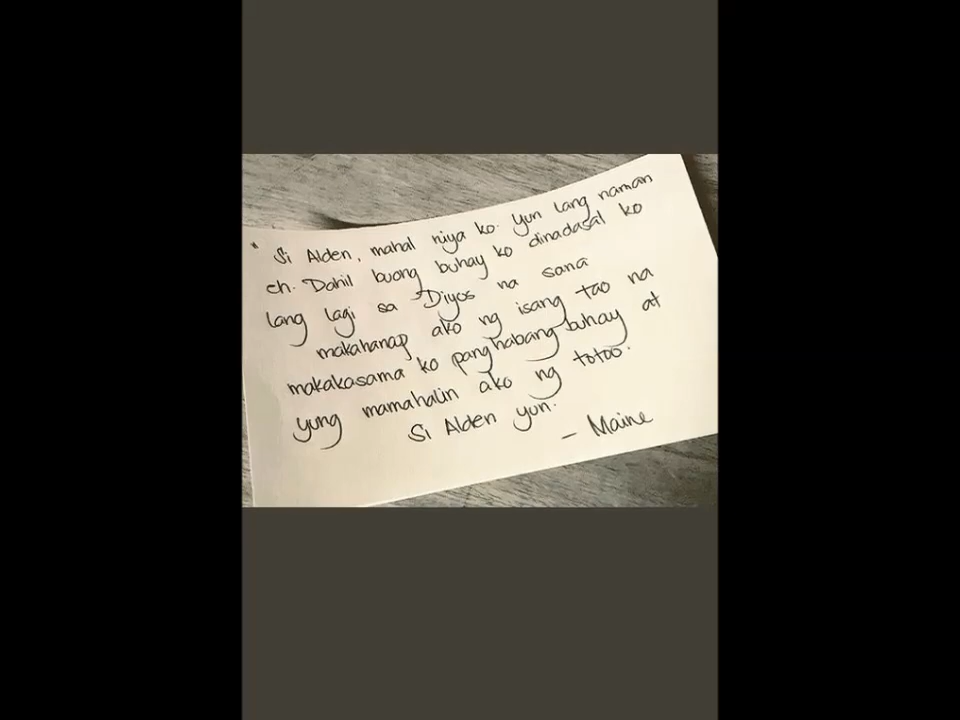 * Si Alden, mahal niya ko. Yun lang naman
eh. Dahil buong buhay ko dinadasal ko
lang lagi sa Diyos na sana
makahanap ako ng isang tao na
makakasama ko panghabang buhay at
yung mamahalin ako ng totoo.
Si Alden yun.
- Maine